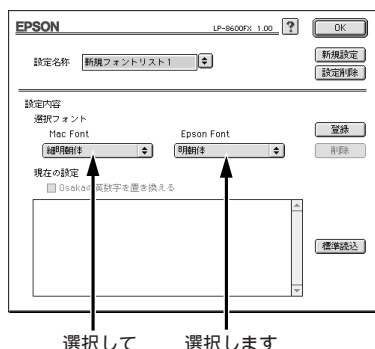 EPSON
LP-8600FX 1.00 ?
OK
設定名称 新規フォントリスト1
新規設定
設定削除
設定内容
選択フォント
Mac Font Epson Font
細明朝体 明朝体
登録
削除
現在の設定
Osakaの英数字を置き換える
標準読込
選択して 選択します